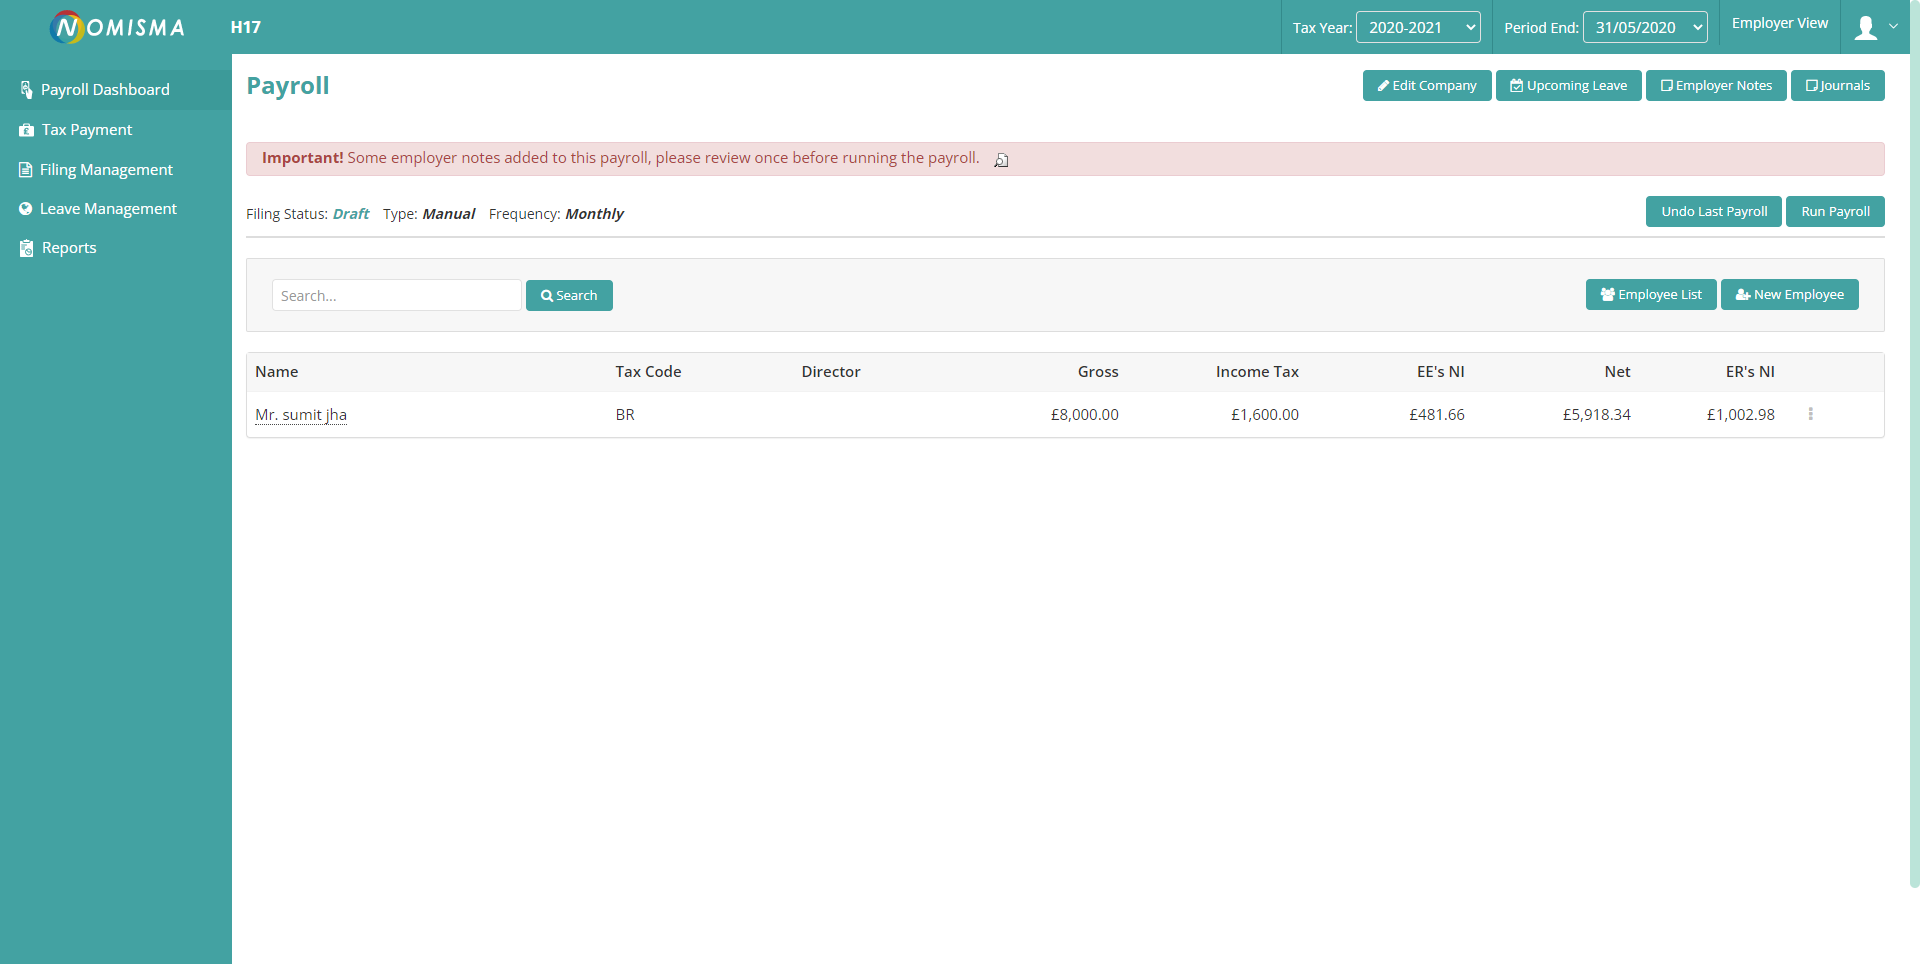 NOMISMA
H17
Tax Year: 2020-2021
Period End: 31/05/2020
Employer View
Payroll Dashboard
Tax Payment
Filing Management
Leave Management
Reports
Payroll
Edit Company
Upcoming Leave
Employer Notes
Journals
Important! Some employer notes added to this payroll, please review once before running the payroll.
Filing Status: Draft Type: Manual Frequency: Monthly
Undo Last Payroll
Run Payroll
Search...
Search
Employee List
New Employee
Name Tax Code Director Gross Income Tax EE's NI Net ER's NI
Mr. sumit jha BR £8,000.00 £1,600.00 £481.66 £5,918.34 £1,002.98